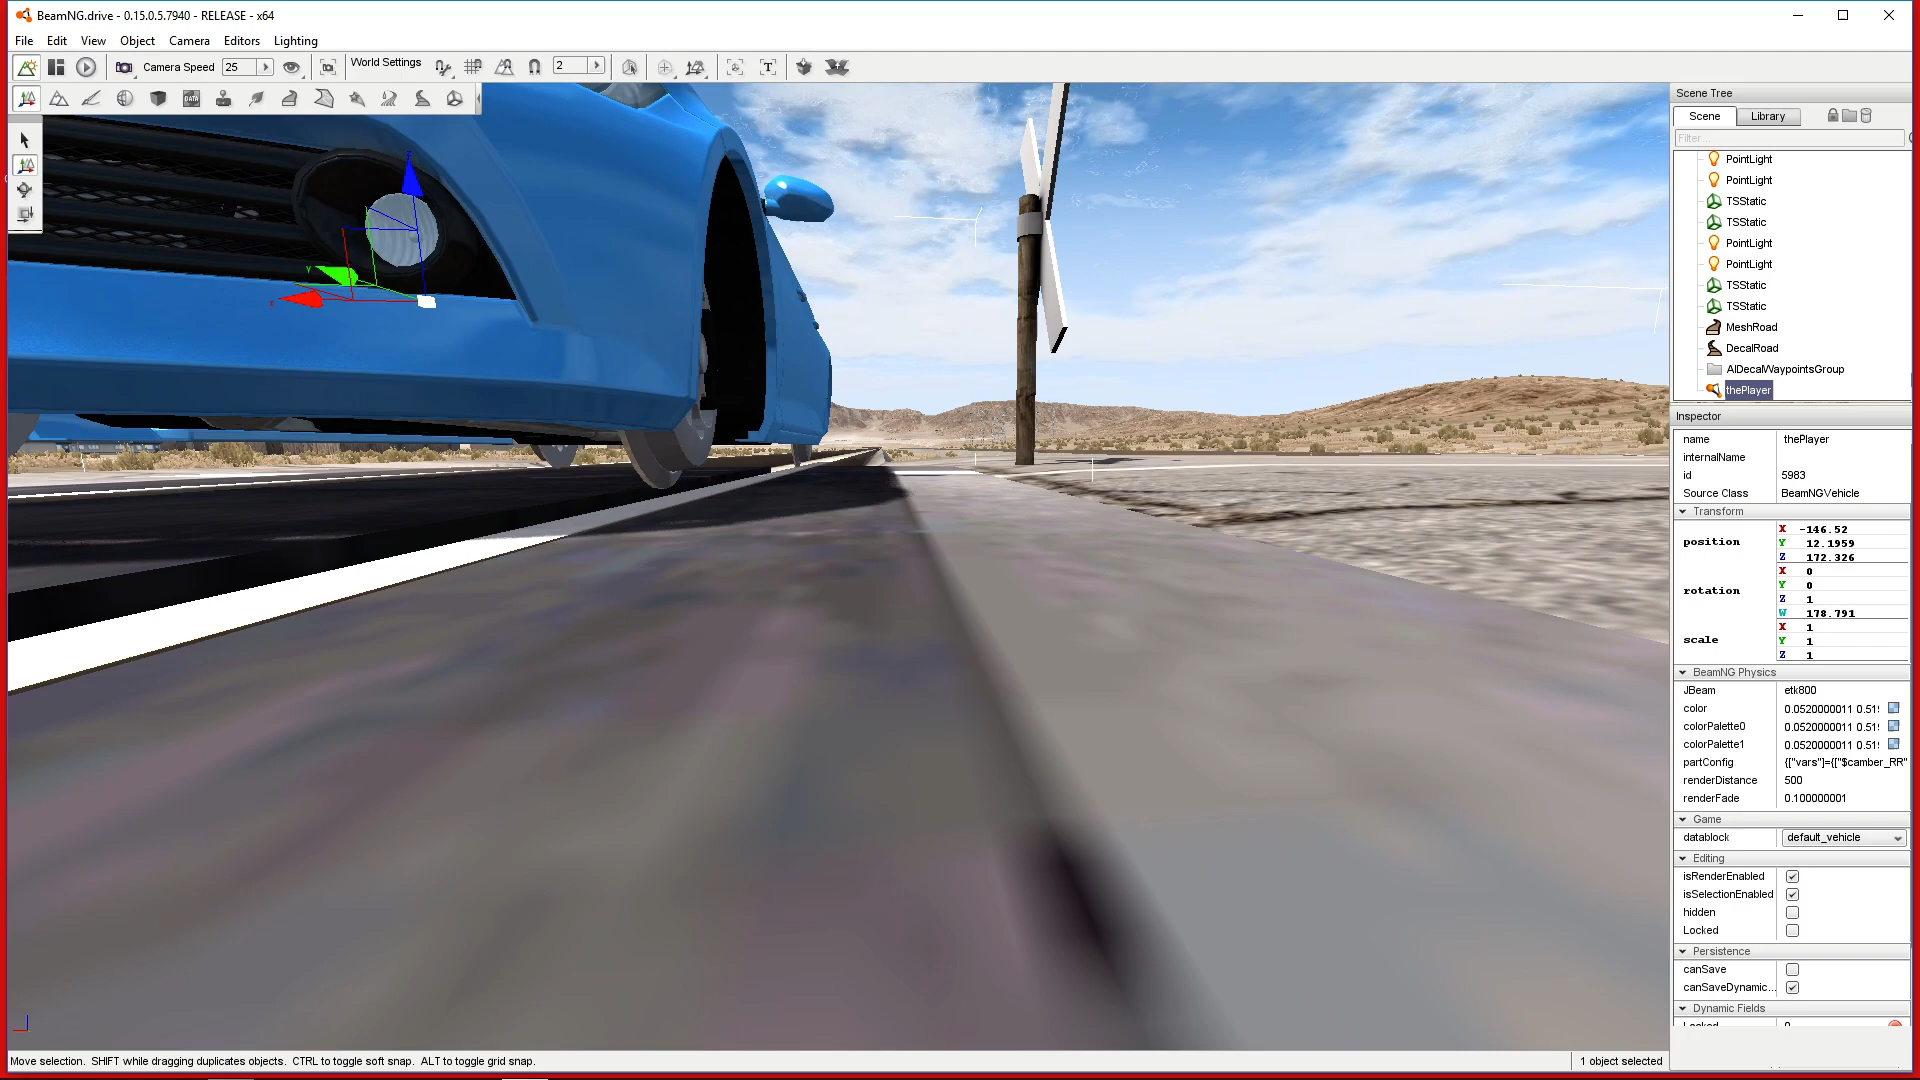 BeamNG.drive - 0.15.0.5.7940 - RELEASE - x64
File Edit View Object Camera Editors Lighting
Camera Speed 25 World Settings 2 T
DATA
Scene Tree
Scene Library
Filter...
PointLight
PointLight
TSStatic
TSStatic
PointLight
PointLight
TSStatic
TSStatic
MeshRoad
DecalRoad
AIDecalWaypointsGroup
thePlayer
Inspector
name thePlayer
internalName
id 5983
Source Class BeamNGVehicle
Transform
position X -146.52
Y 12.1959
Z 172.326
rotation X 0
Y 0
Z 1
W 178.791
scale X 1
Y 1
Z 1
BeamNG Physics
JBeam etk800
color 0.0520000011 0.51
colorPalette0 0.0520000011 0.51
colorPalette1 0.0520000011 0.51
partConfig {["vars"]={["$camber_RR"
renderDistance 500
renderFade 0.100000001
Game
datablock default_vehicle
Editing
isRenderEnabled
isSelectionEnabled
hidden
Locked
Persistence
canSave
canSaveDynamic...
Dynamic Fields
Move selection. SHIFT while dragging duplicates objects. CTRL to toggle soft snap. ALT to toggle grid snap.
1 object selected